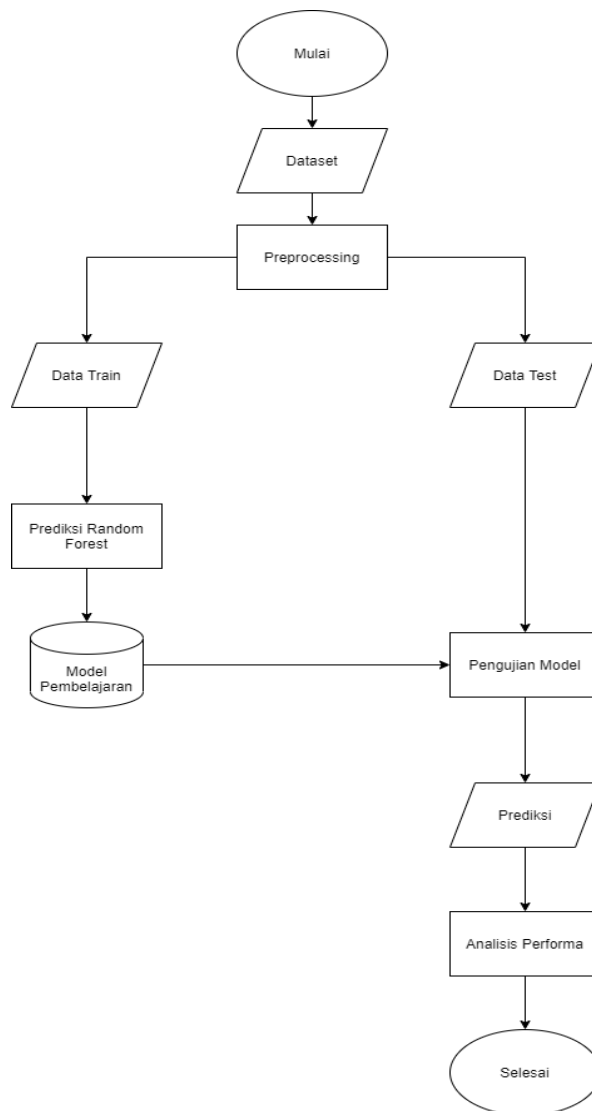 Mulai
Dataset
Preprocessing
Data Train
Data Test
Prediksi Random
Forest
Model
Pembelajaran
Pengujian Model
Prediksi
Analisis Performa
Selesai